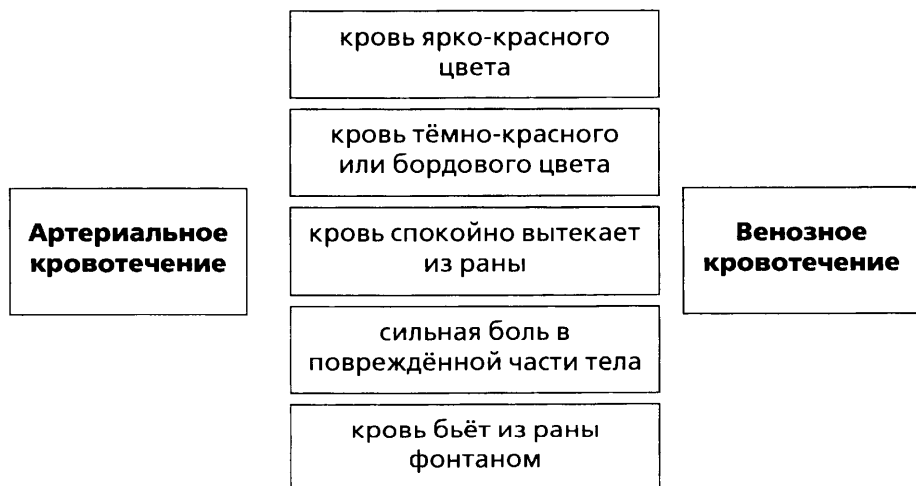 кровь ярко-красного
цвета
кровь тёмно-красного
или бордового цвета
Артериальное
кровотечение
кровь спокойно вытекает
из раны
Венозное
кровотечение
сильная боль в
повреждённой части тела
кровь бьёт из раны
фонтаном